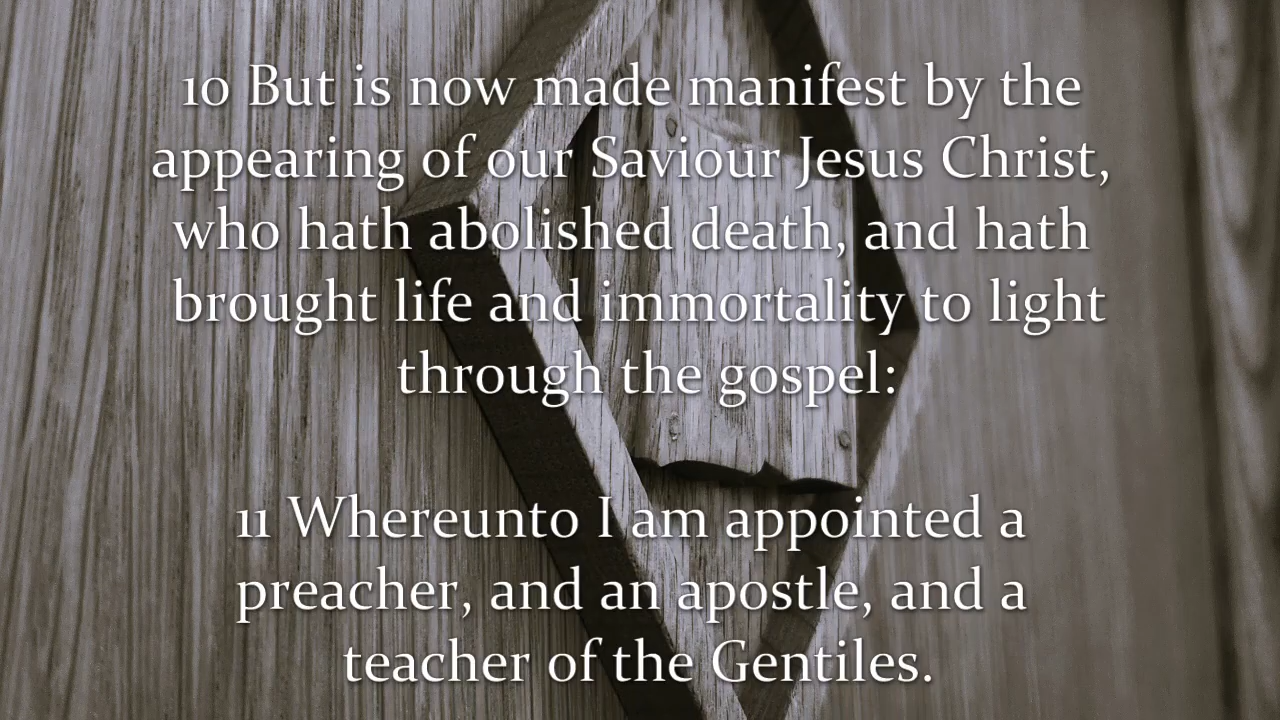 10 But is now made manifest by the
appearing of our Saviour Jesus Christ,
who hath abolished death, and hath
brought life and immortality to light
through the gospel:
11 Whereunto I am appointed a
preacher, and an apostle, and a
teacher of the Gentiles.